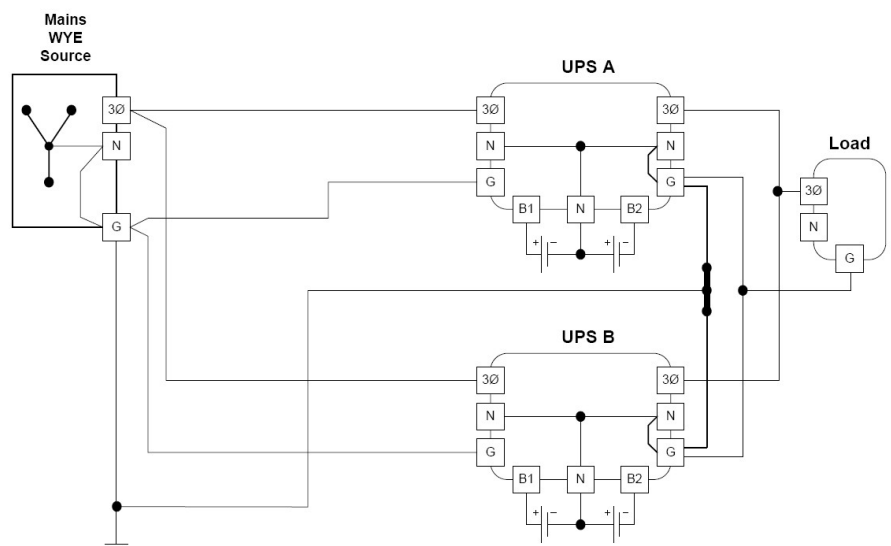 Mains
WYE
Source
3Ø
N
G
UPS A
3Ø
N
G
3Ø
N
G
B1
N
B2
+ −
+ −
Load
3Ø
N
G
UPS B
3Ø
N
G
3Ø
N
G
B1
N
B2
+ −
+ −